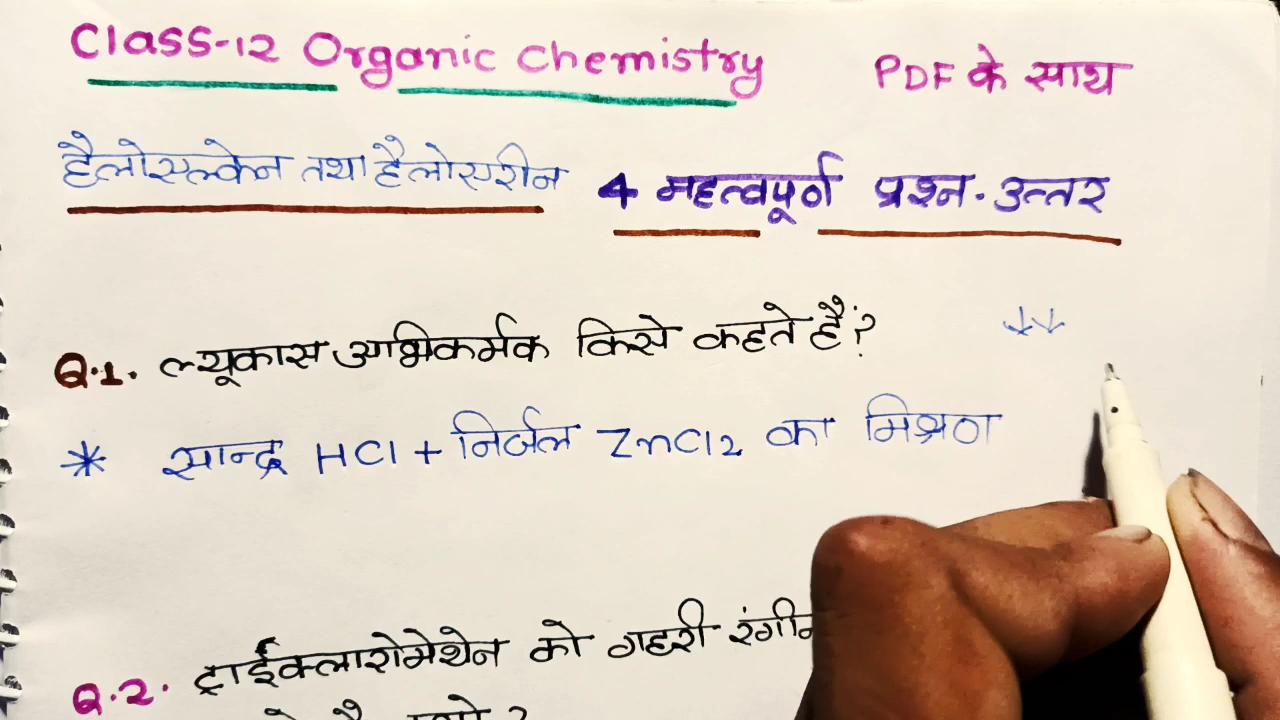 Class-12 Organic Chemistry PDF के साथ
हैलोएल्केन तथा हैलोएरीन 4 महत्वपूर्ण प्रश्न-उत्तर
Q.1. ल्यूकास अभिकर्मक किसे कहते हैं?
* सान्द्र HCl + निर्जल ZnCl2 का मिश्रण
Q.2. ट्राईक्लारोमेथेन को गहरी